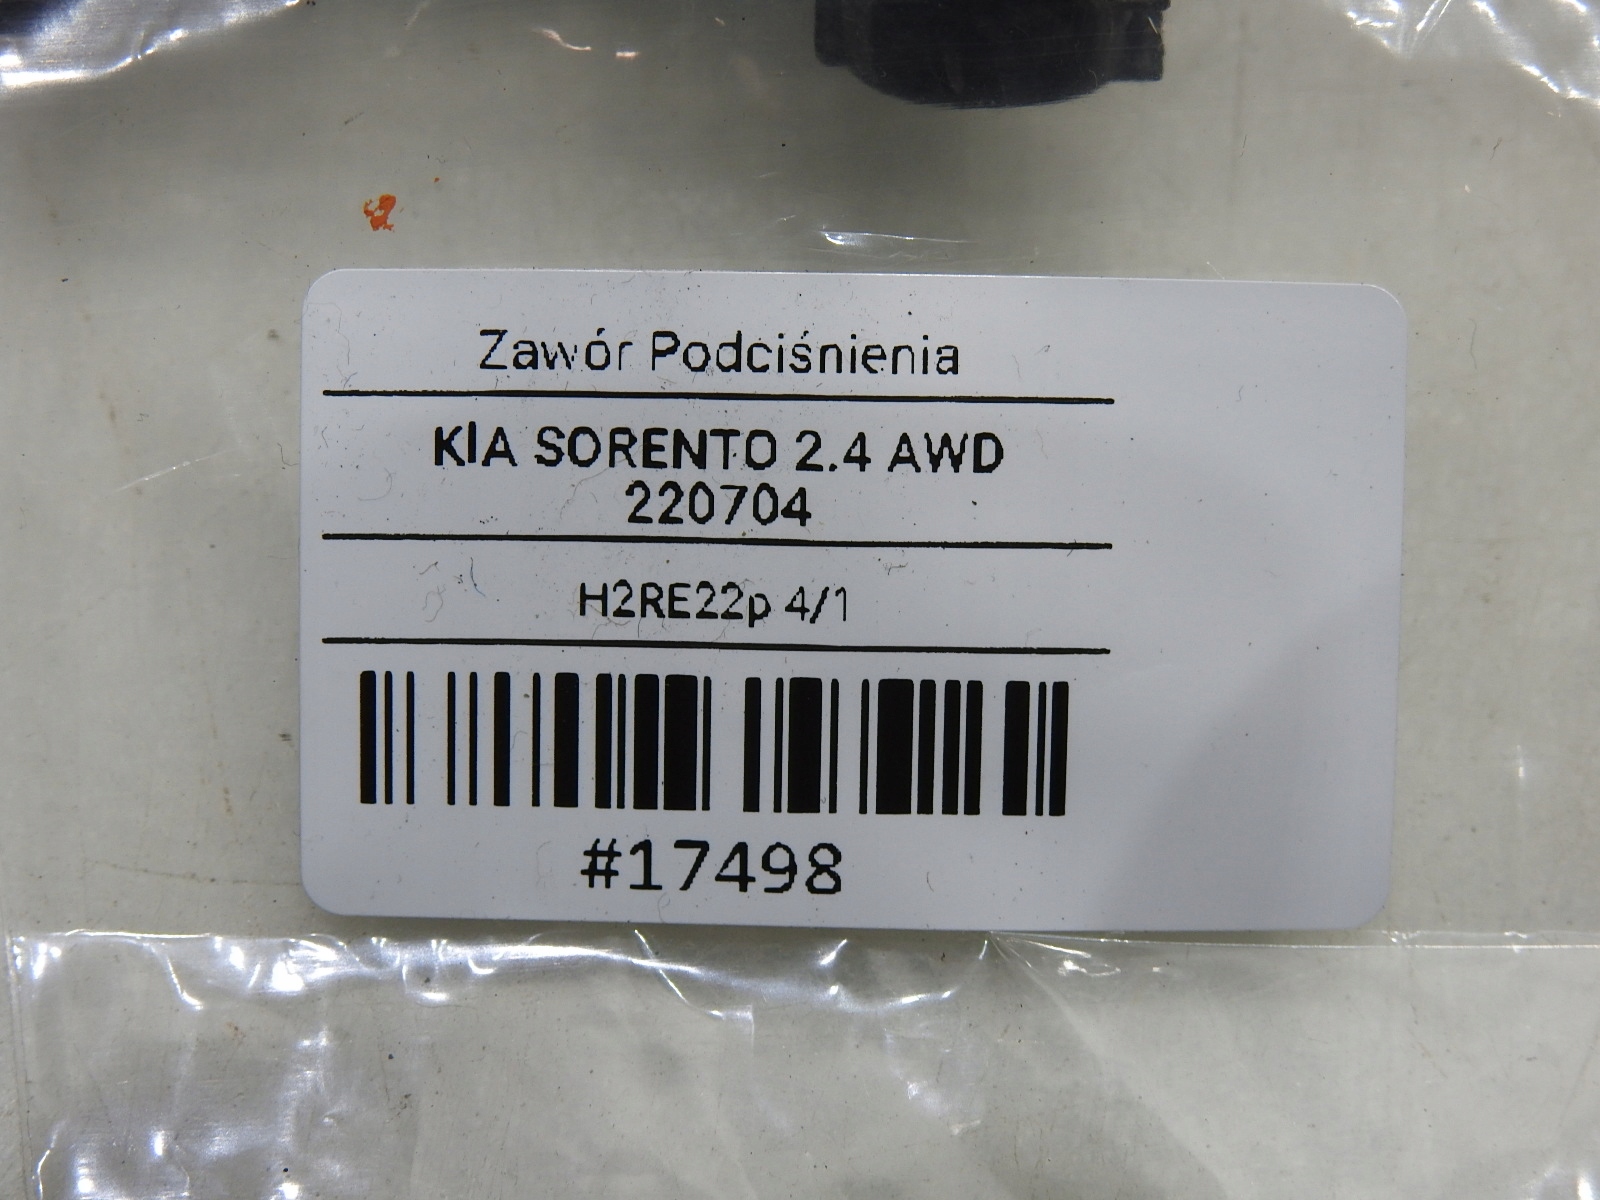 Zawór Podciśnienia
KIA SORENTO 2.4 AWD
220704
H2RE22p 4/1
#17498